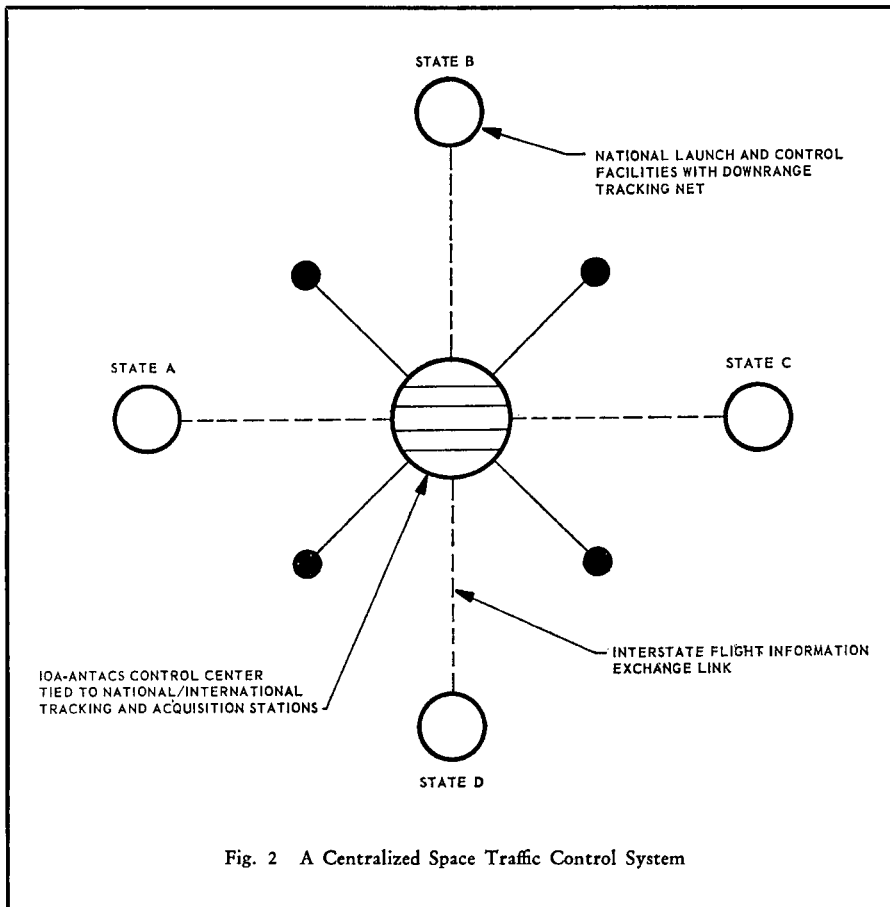 STATE B
NATIONAL LAUNCH AND CONTROL
FACILITIES WITH DOWNRANGE
TRACKING NET
STATE A
STATE C
INTERSTATE FLIGHT INFORMATION
EXCHANGE LINK
IOA-ANTACS CONTROL CENTER
TIED TO NATIONAL/INTERNATIONAL
TRACKING AND ACQUISITION STATIONS
STATE D
Fig. 2 A Centralized Space Traffic Control System